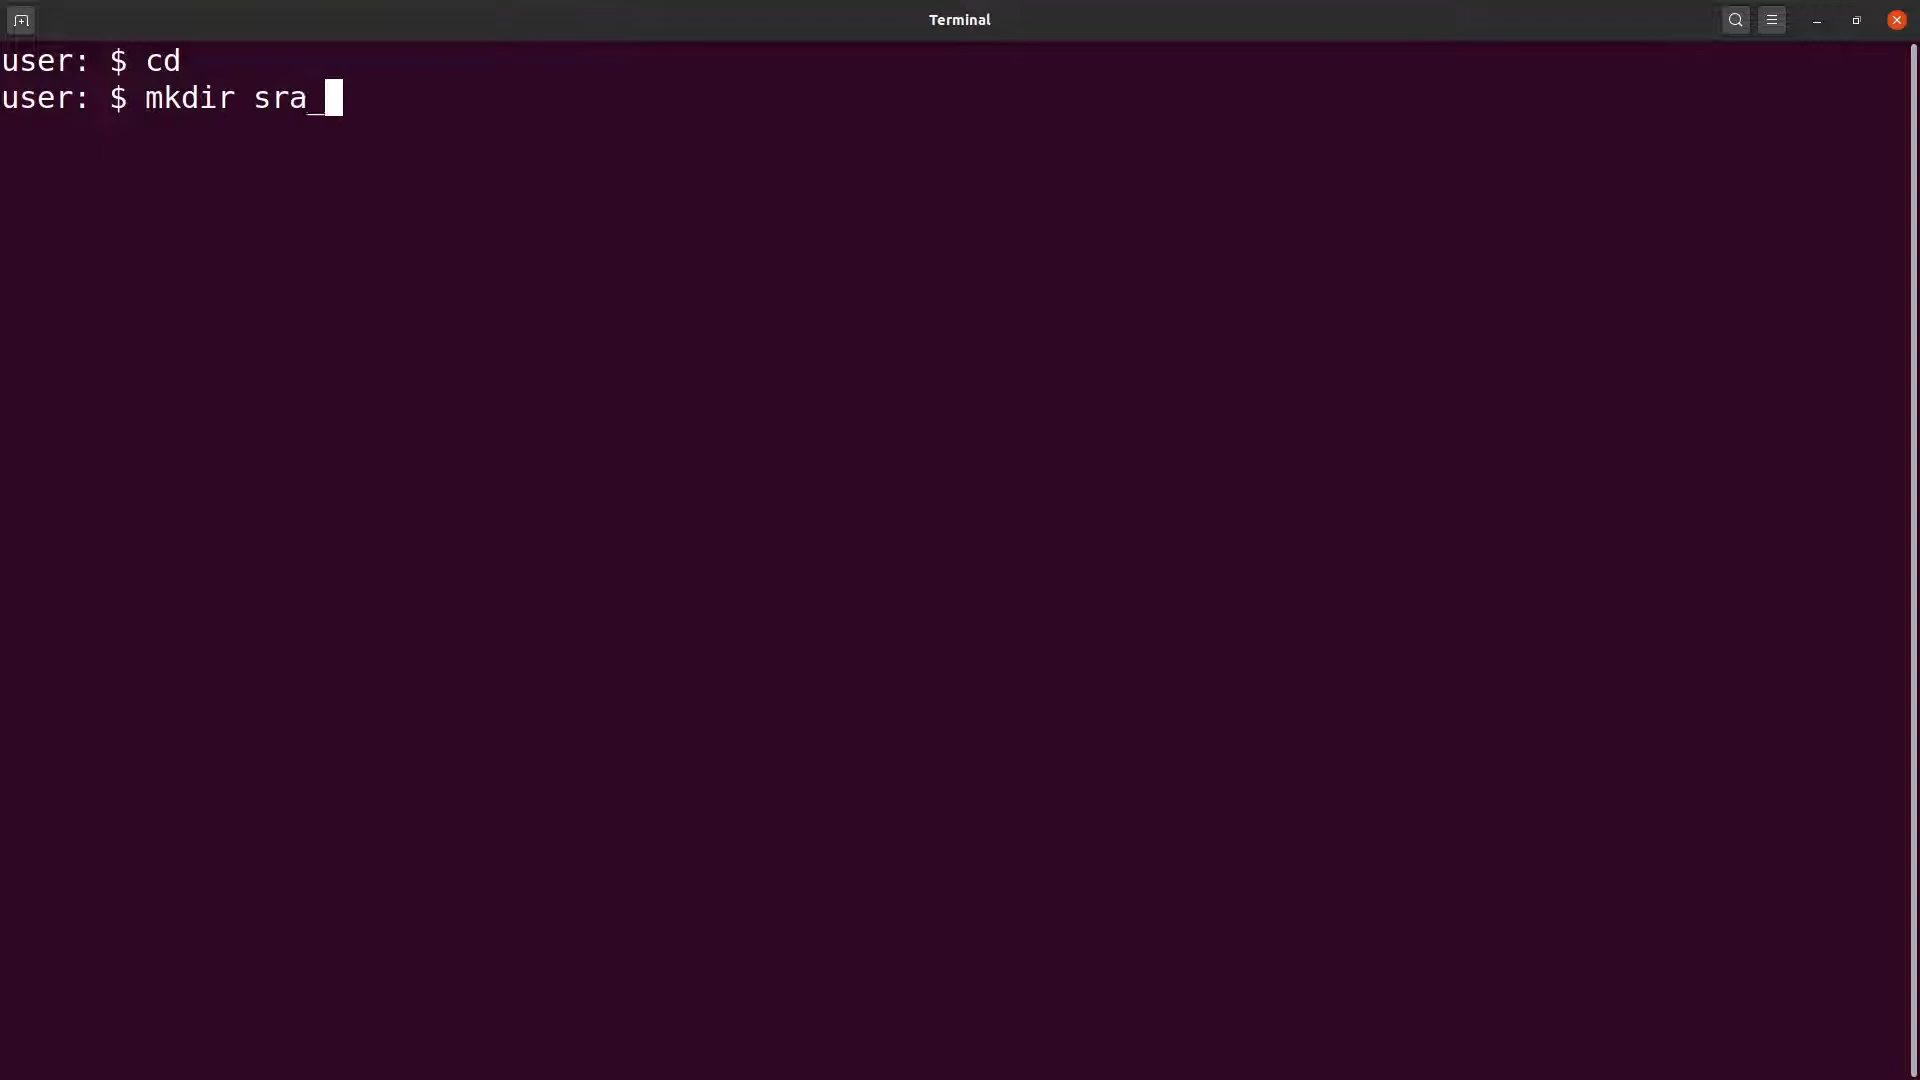 Terminal
user: $ cd
user: $ mkdir sra_